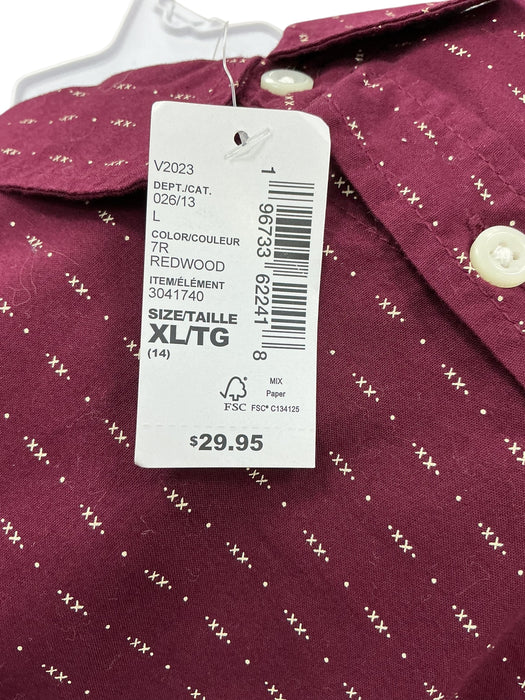 V2023
DEPT./CAT.
026/13
L
COLOR/COULEUR
7R
REDWOOD
ITEM/ÉLÉMENT
3041740
SIZE/TAILLE
XL/TG
(14)
1 96733 62241 8
FSC
MIX
Paper
FSC® C134125
$29.95